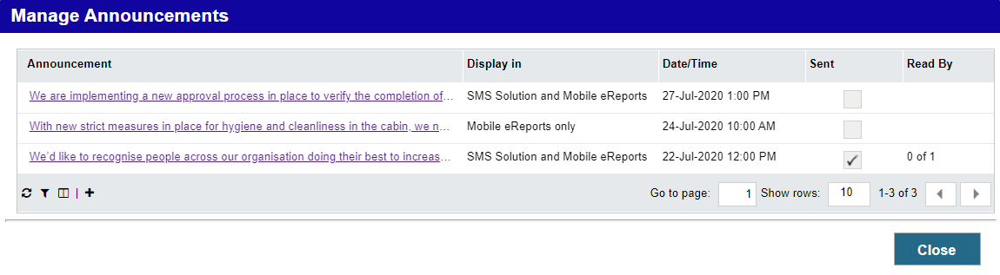 Manage Announcements
Announcement Display in Date/Time Sent Read By
We are implementing a new approval process in place to verify the completion of... SMS Solution and Mobile eReports 27-Jul-2020 1:00 PM
With new strict measures in place for hygiene and cleanliness in the cabin, we n... Mobile eReports only 24-Jul-2020 10:00 AM
We'd like to recognise people across our organisation doing their best to increas... SMS Solution and Mobile eReports 22-Jul-2020 12:00 PM 0 of 1
Go to page: 1 Show rows: 10 1-3 of 3
Close